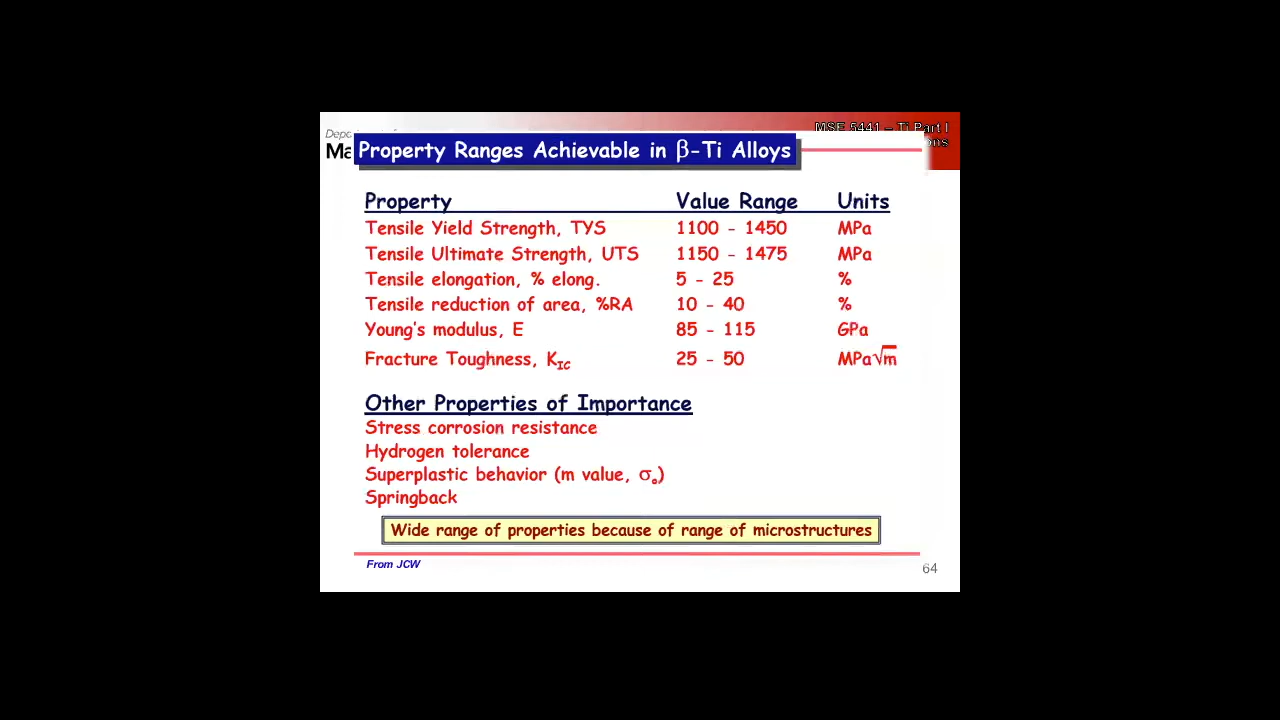 MSE 5441 – Ti Part I
Property Ranges Achievable in β-Ti Alloys
Property Value Range Units
Tensile Yield Strength, TYS 1100 - 1450 MPa
Tensile Ultimate Strength, UTS 1150 - 1475 MPa
Tensile elongation, % elong. 5 - 25 %
Tensile reduction of area, %RA 10 - 40 %
Young's modulus, E 85 - 115 GPa
Fracture Toughness, KIC 25 - 50 MPa√m
Other Properties of Importance
Stress corrosion resistance
Hydrogen tolerance
Superplastic behavior (m value, σo)
Springback
Wide range of properties because of range of microstructures
From JCW
64